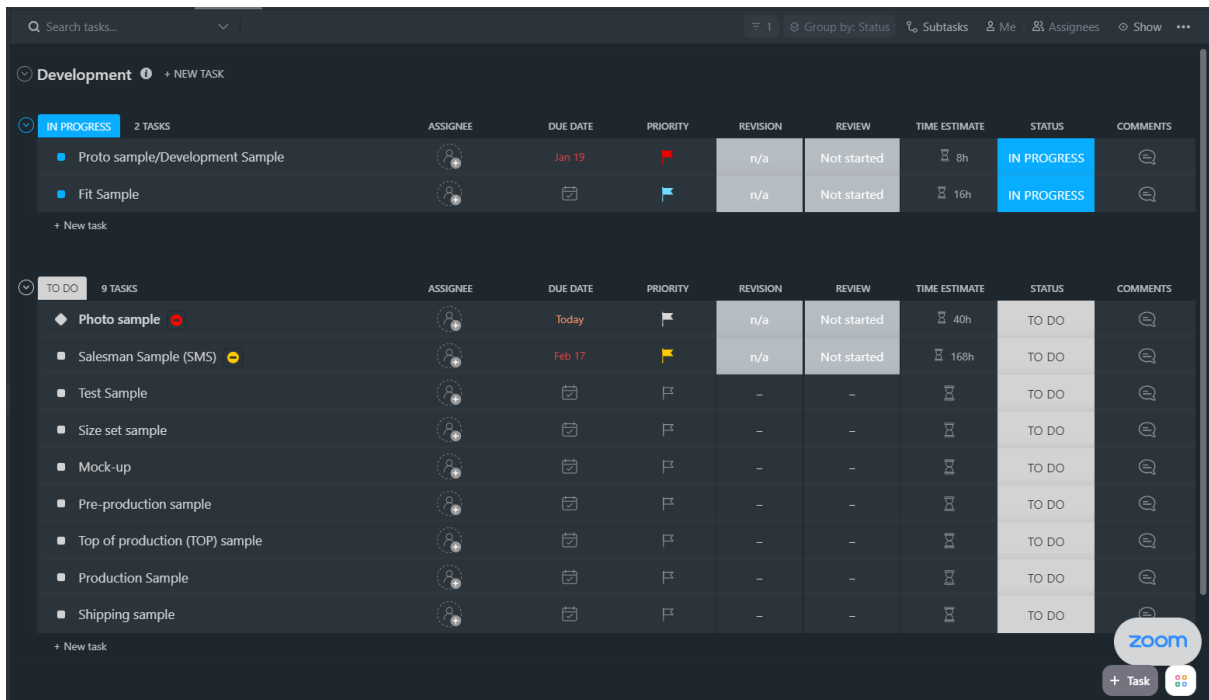 Search tasks... 1 Group by: Status Subtasks Me Assignees Show
Development + NEW TASK
IN PROGRESS 2 TASKS ASSIGNEE DUE DATE PRIORITY REVISION REVIEW TIME ESTIMATE STATUS COMMENTS
Proto sample/Development Sample Jan 19 n/a Not started 8h IN PROGRESS
Fit Sample n/a Not started 16h IN PROGRESS
+ New task
TO DO 9 TASKS ASSIGNEE DUE DATE PRIORITY REVISION REVIEW TIME ESTIMATE STATUS COMMENTS
Photo sample Today n/a Not started 40h TO DO
Salesman Sample (SMS) Feb 17 n/a Not started 168h TO DO
Test Sample – – TO DO
Size set sample – – TO DO
Mock-up – – TO DO
Pre-production sample – – TO DO
Top of production (TOP) sample – – TO DO
Production Sample – – TO DO
Shipping sample – – TO DO
+ New task
zoom
+ Task